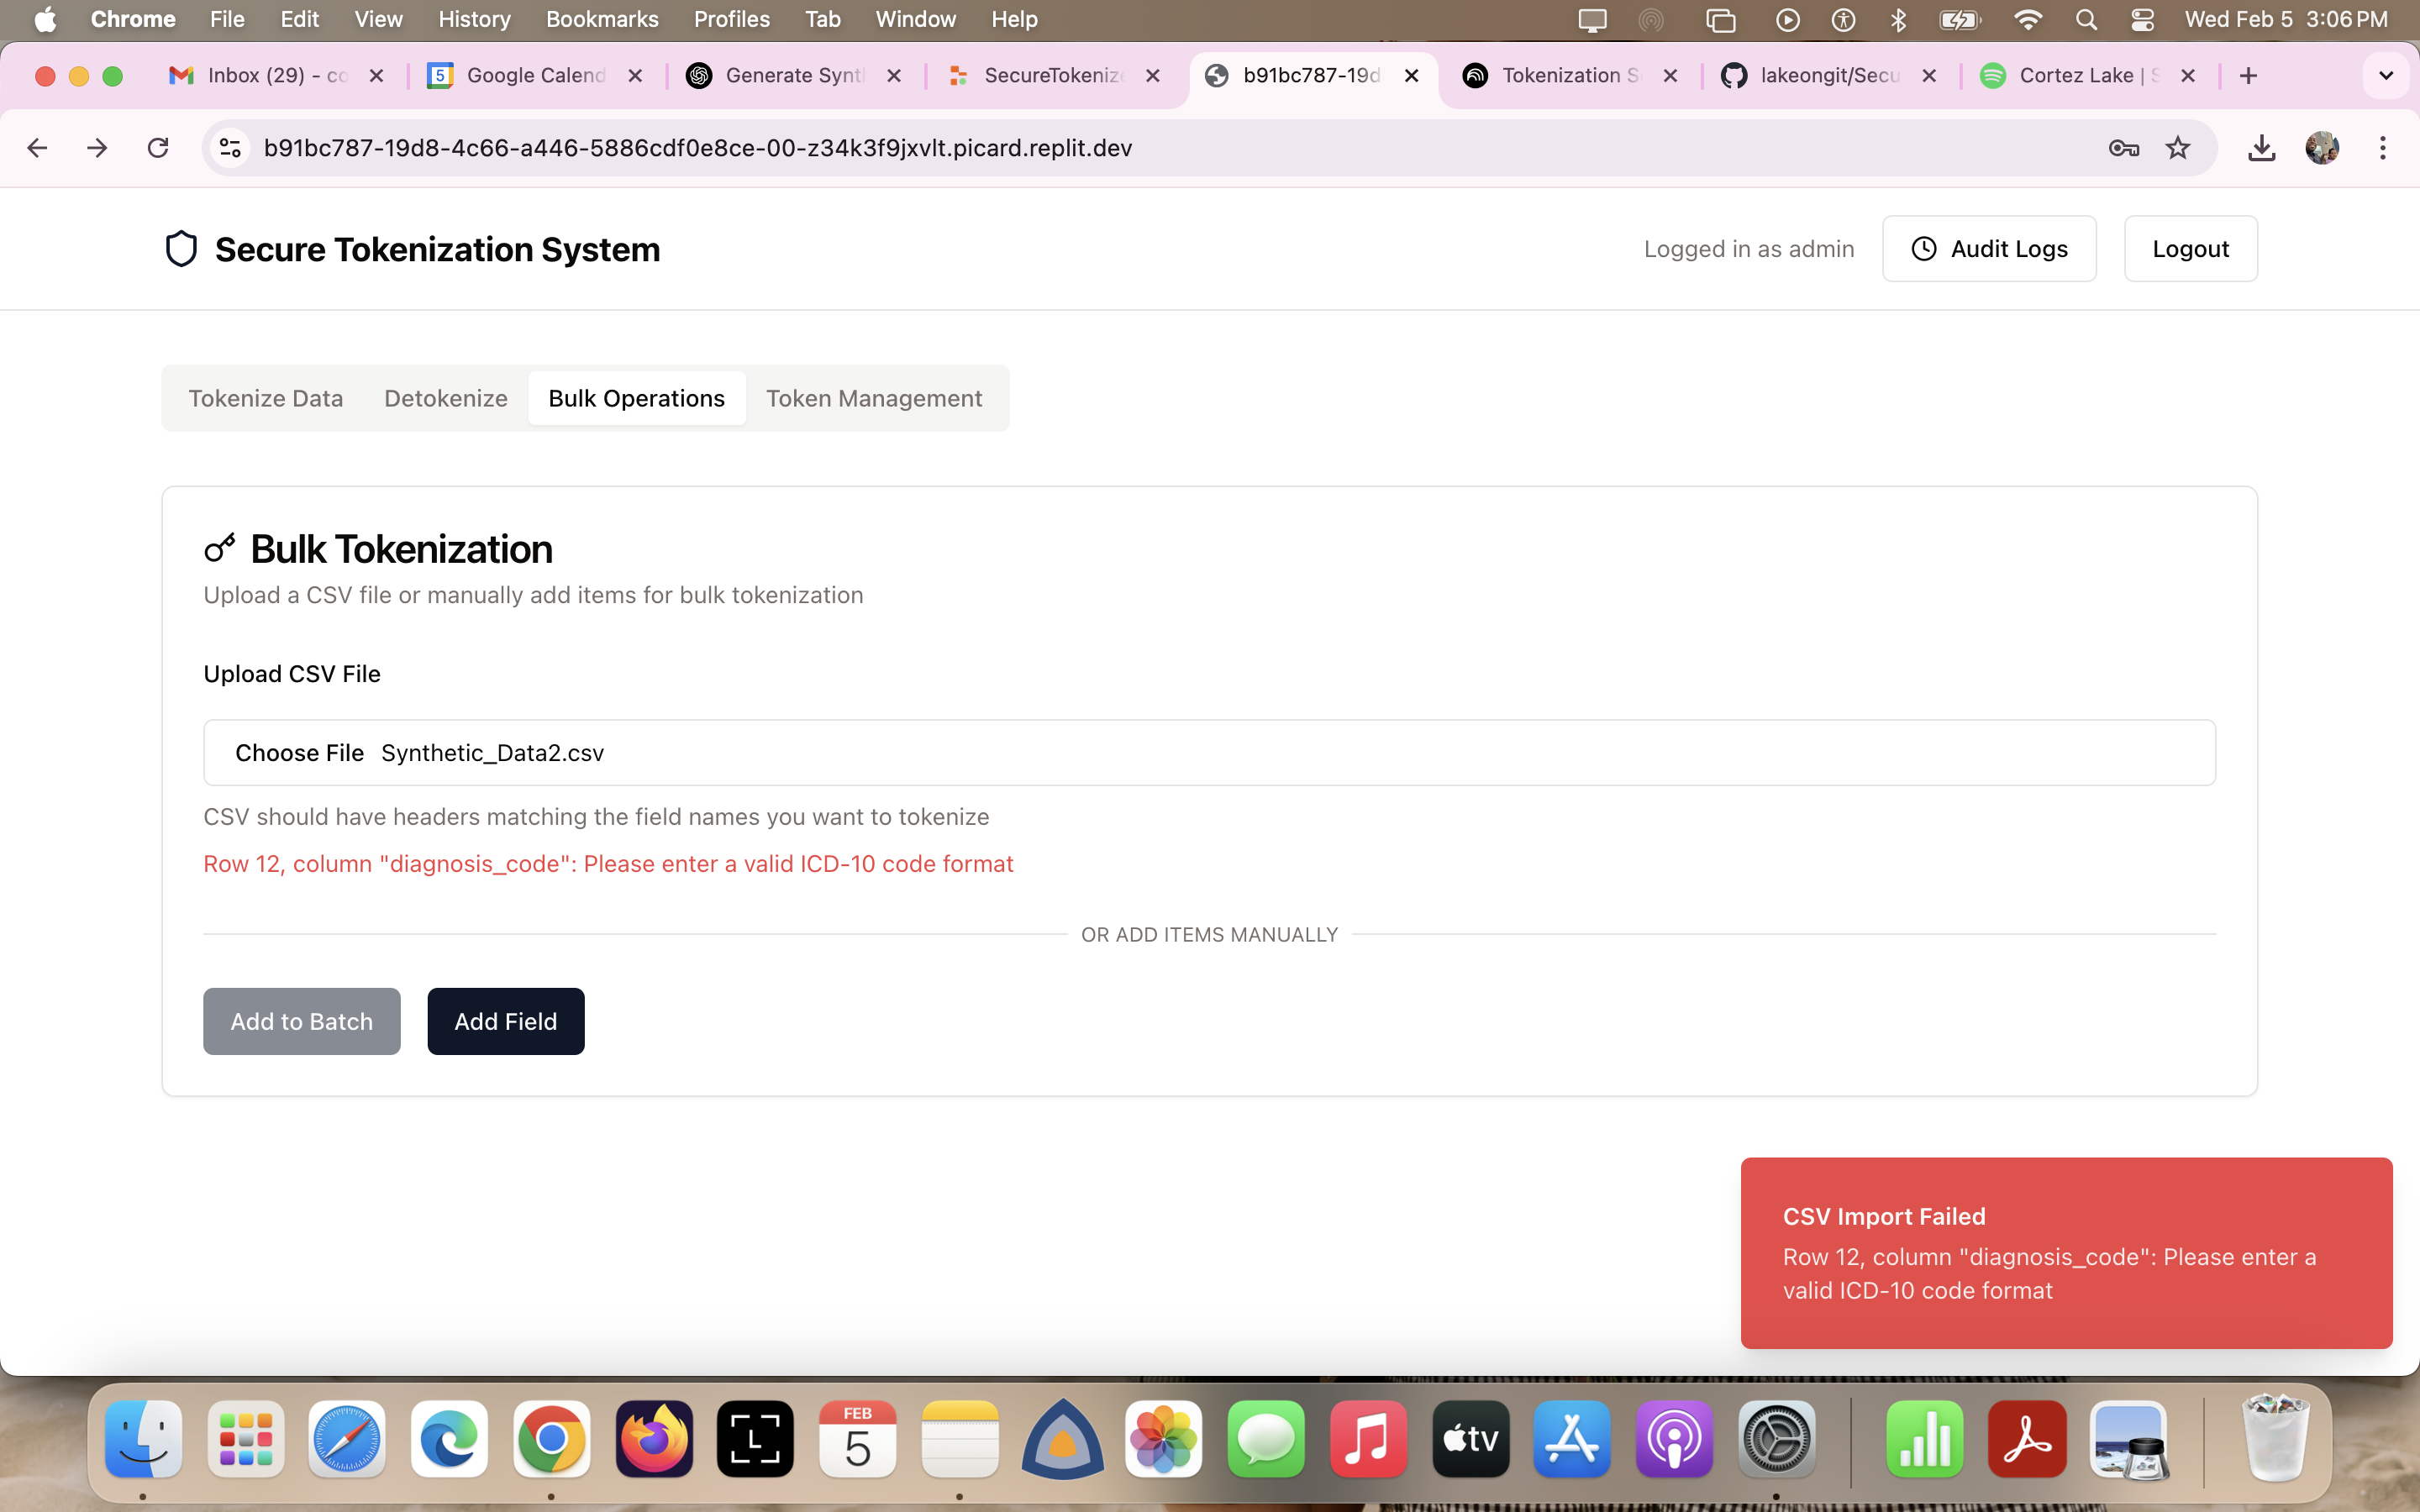 Chrome File Edit View History Bookmarks Profiles Tab Window Help Wed Feb 5 3:06 PM
Inbox (29) - co 5 Google Calend Generate Synt SecureTokeniz b91bc787-19d Tokenization S lakeongit/Secu Cortez Lake | S
b91bc787-19d8-4c66-a446-5886cdf0e8ce-00-z34k3f9jxvlt.picard.replit.dev
Secure Tokenization System Logged in as admin Audit Logs Logout
Tokenize Data Detokenize Bulk Operations Token Management
Bulk Tokenization
Upload a CSV file or manually add items for bulk tokenization
Upload CSV File
Choose File Synthetic_Data2.csv
CSV should have headers matching the field names you want to tokenize
Row 12, column "diagnosis_code": Please enter a valid ICD-10 code format
OR ADD ITEMS MANUALLY
Add to Batch Add Field
CSV Import Failed
Row 12, column "diagnosis_code": Please enter a
valid ICD-10 code format
FEB
5
L
tv